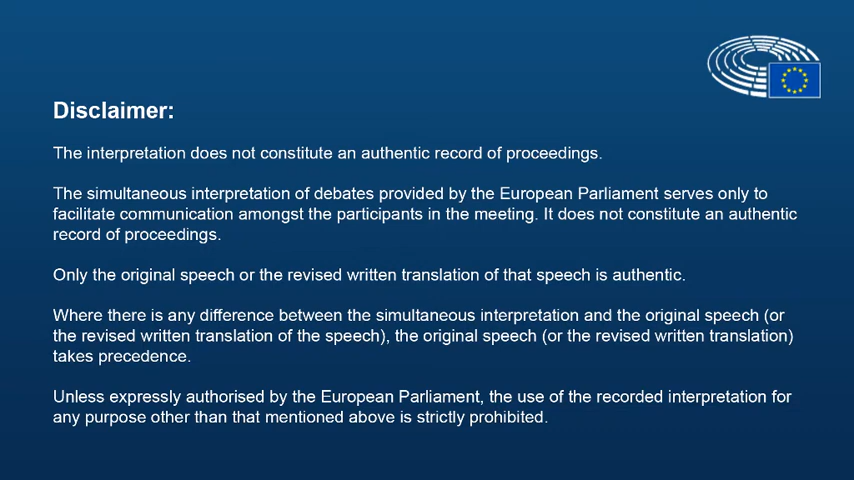 Disclaimer:
The interpretation does not constitute an authentic record of proceedings.
The simultaneous interpretation of debates provided by the European Parliament serves only to
facilitate communication amongst the participants in the meeting. It does not constitute an authentic
record of proceedings.
Only the original speech or the revised written translation of that speech is authentic.
Where there is any difference between the simultaneous interpretation and the original speech (or
the revised written translation of the speech), the original speech (or the revised written translation)
takes precedence.
Unless expressly authorised by the European Parliament, the use of the recorded interpretation for
any purpose other than that mentioned above is strictly prohibited.